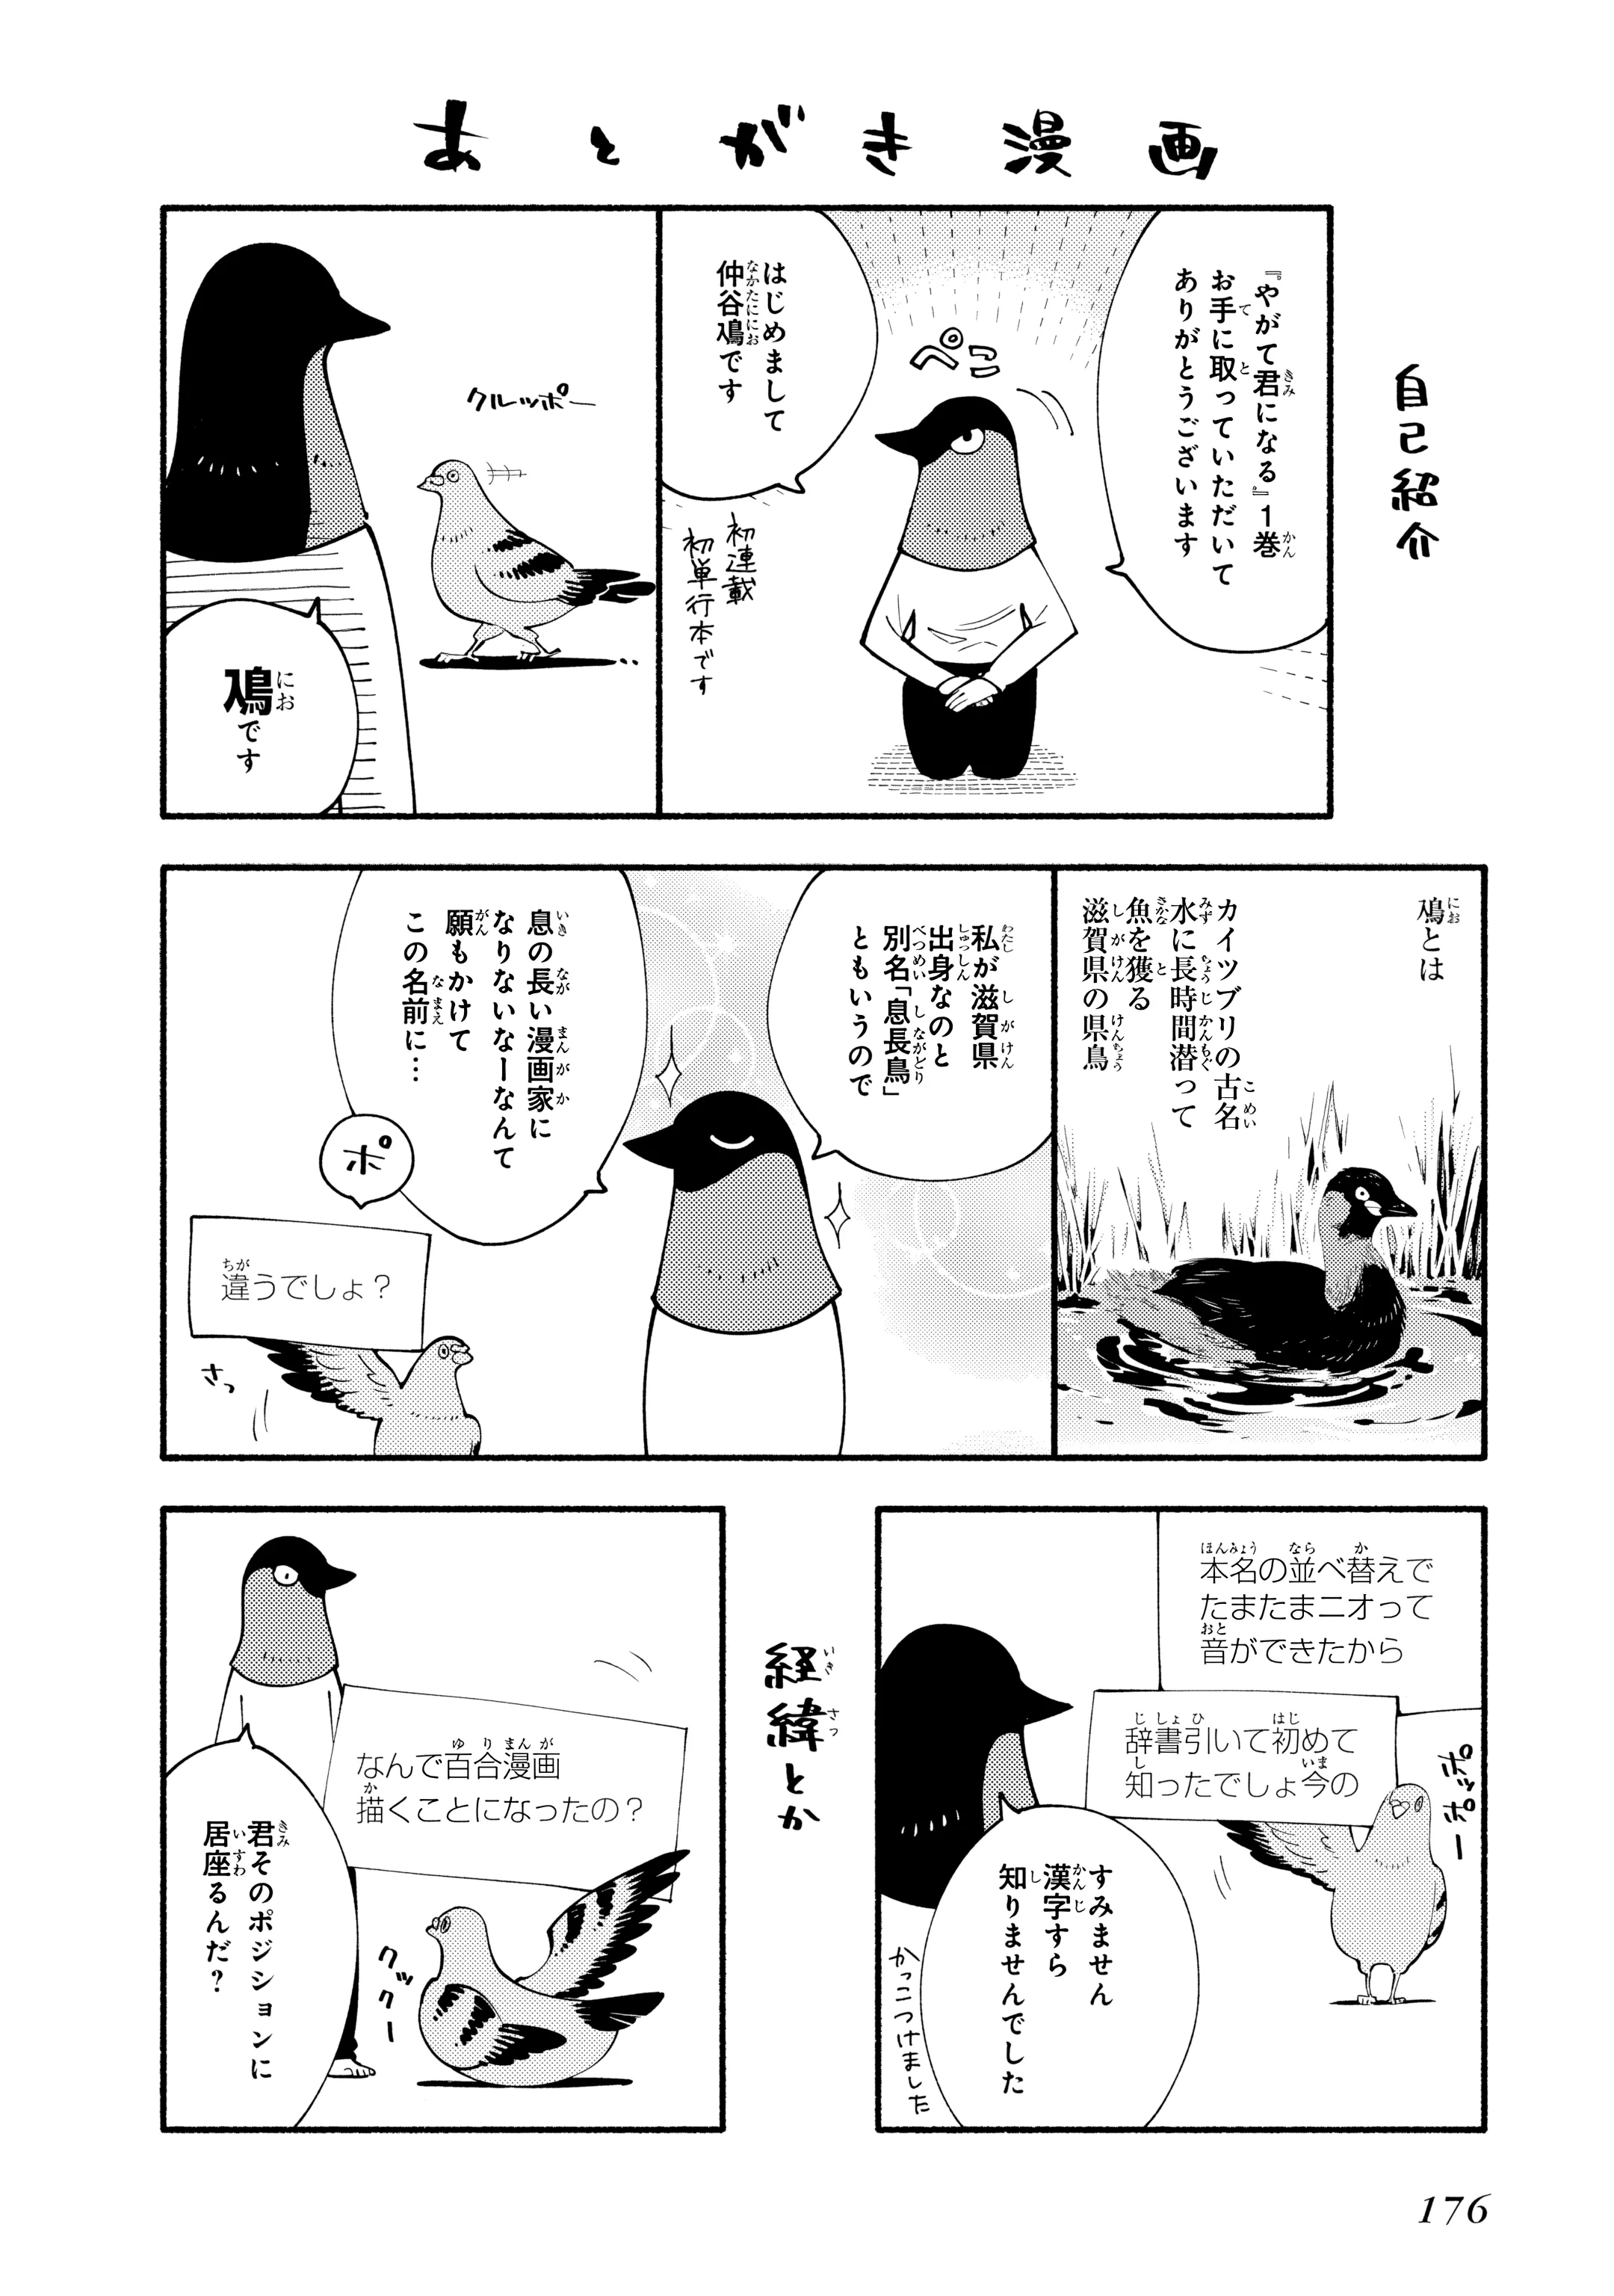 あとがき漫画
自己紹介
『やがて君になる』1巻
お手に取っていただいて
ありがとうございます
ぺこ
はじめまして
仲谷鳰です
初連載
初単行本です
クルッポー
鳰です
鳰とは
カイツブリの古名
水に長時間潜って
魚を獲る
滋賀県の県鳥
私が滋賀県
出身なのと
別名「息長鳥」
ともいうので
息の長い漫画家に
なりないなーなんて
願もかけて
この名前に…
ポ
違うでしょ？
さっ
本名の並べ替えで
たまたまニオって
音ができたから
辞書引いて初めて
知ったでしょ今の
ポッポー
すみません
漢字すら
知りませんでした
かっこつけました
経緯とか
なんで百合漫画
描くことになったの？
クックー
君そのポジションに
居座るんだ？
176